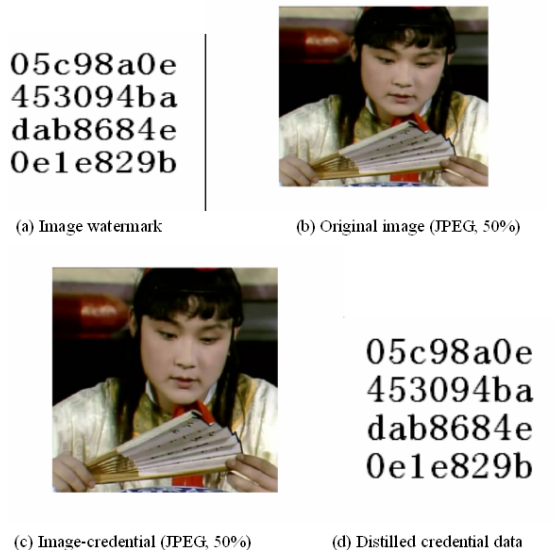 05c98a0e
453094ba
dab8684e
0e1e829b
(a) Image watermark
(b) Original image (JPEG, 50%)
(c) Image-credential (JPEG, 50%)
05c98a0e
453094ba
dab8684e
0e1e829b
(d) Distilled credential data